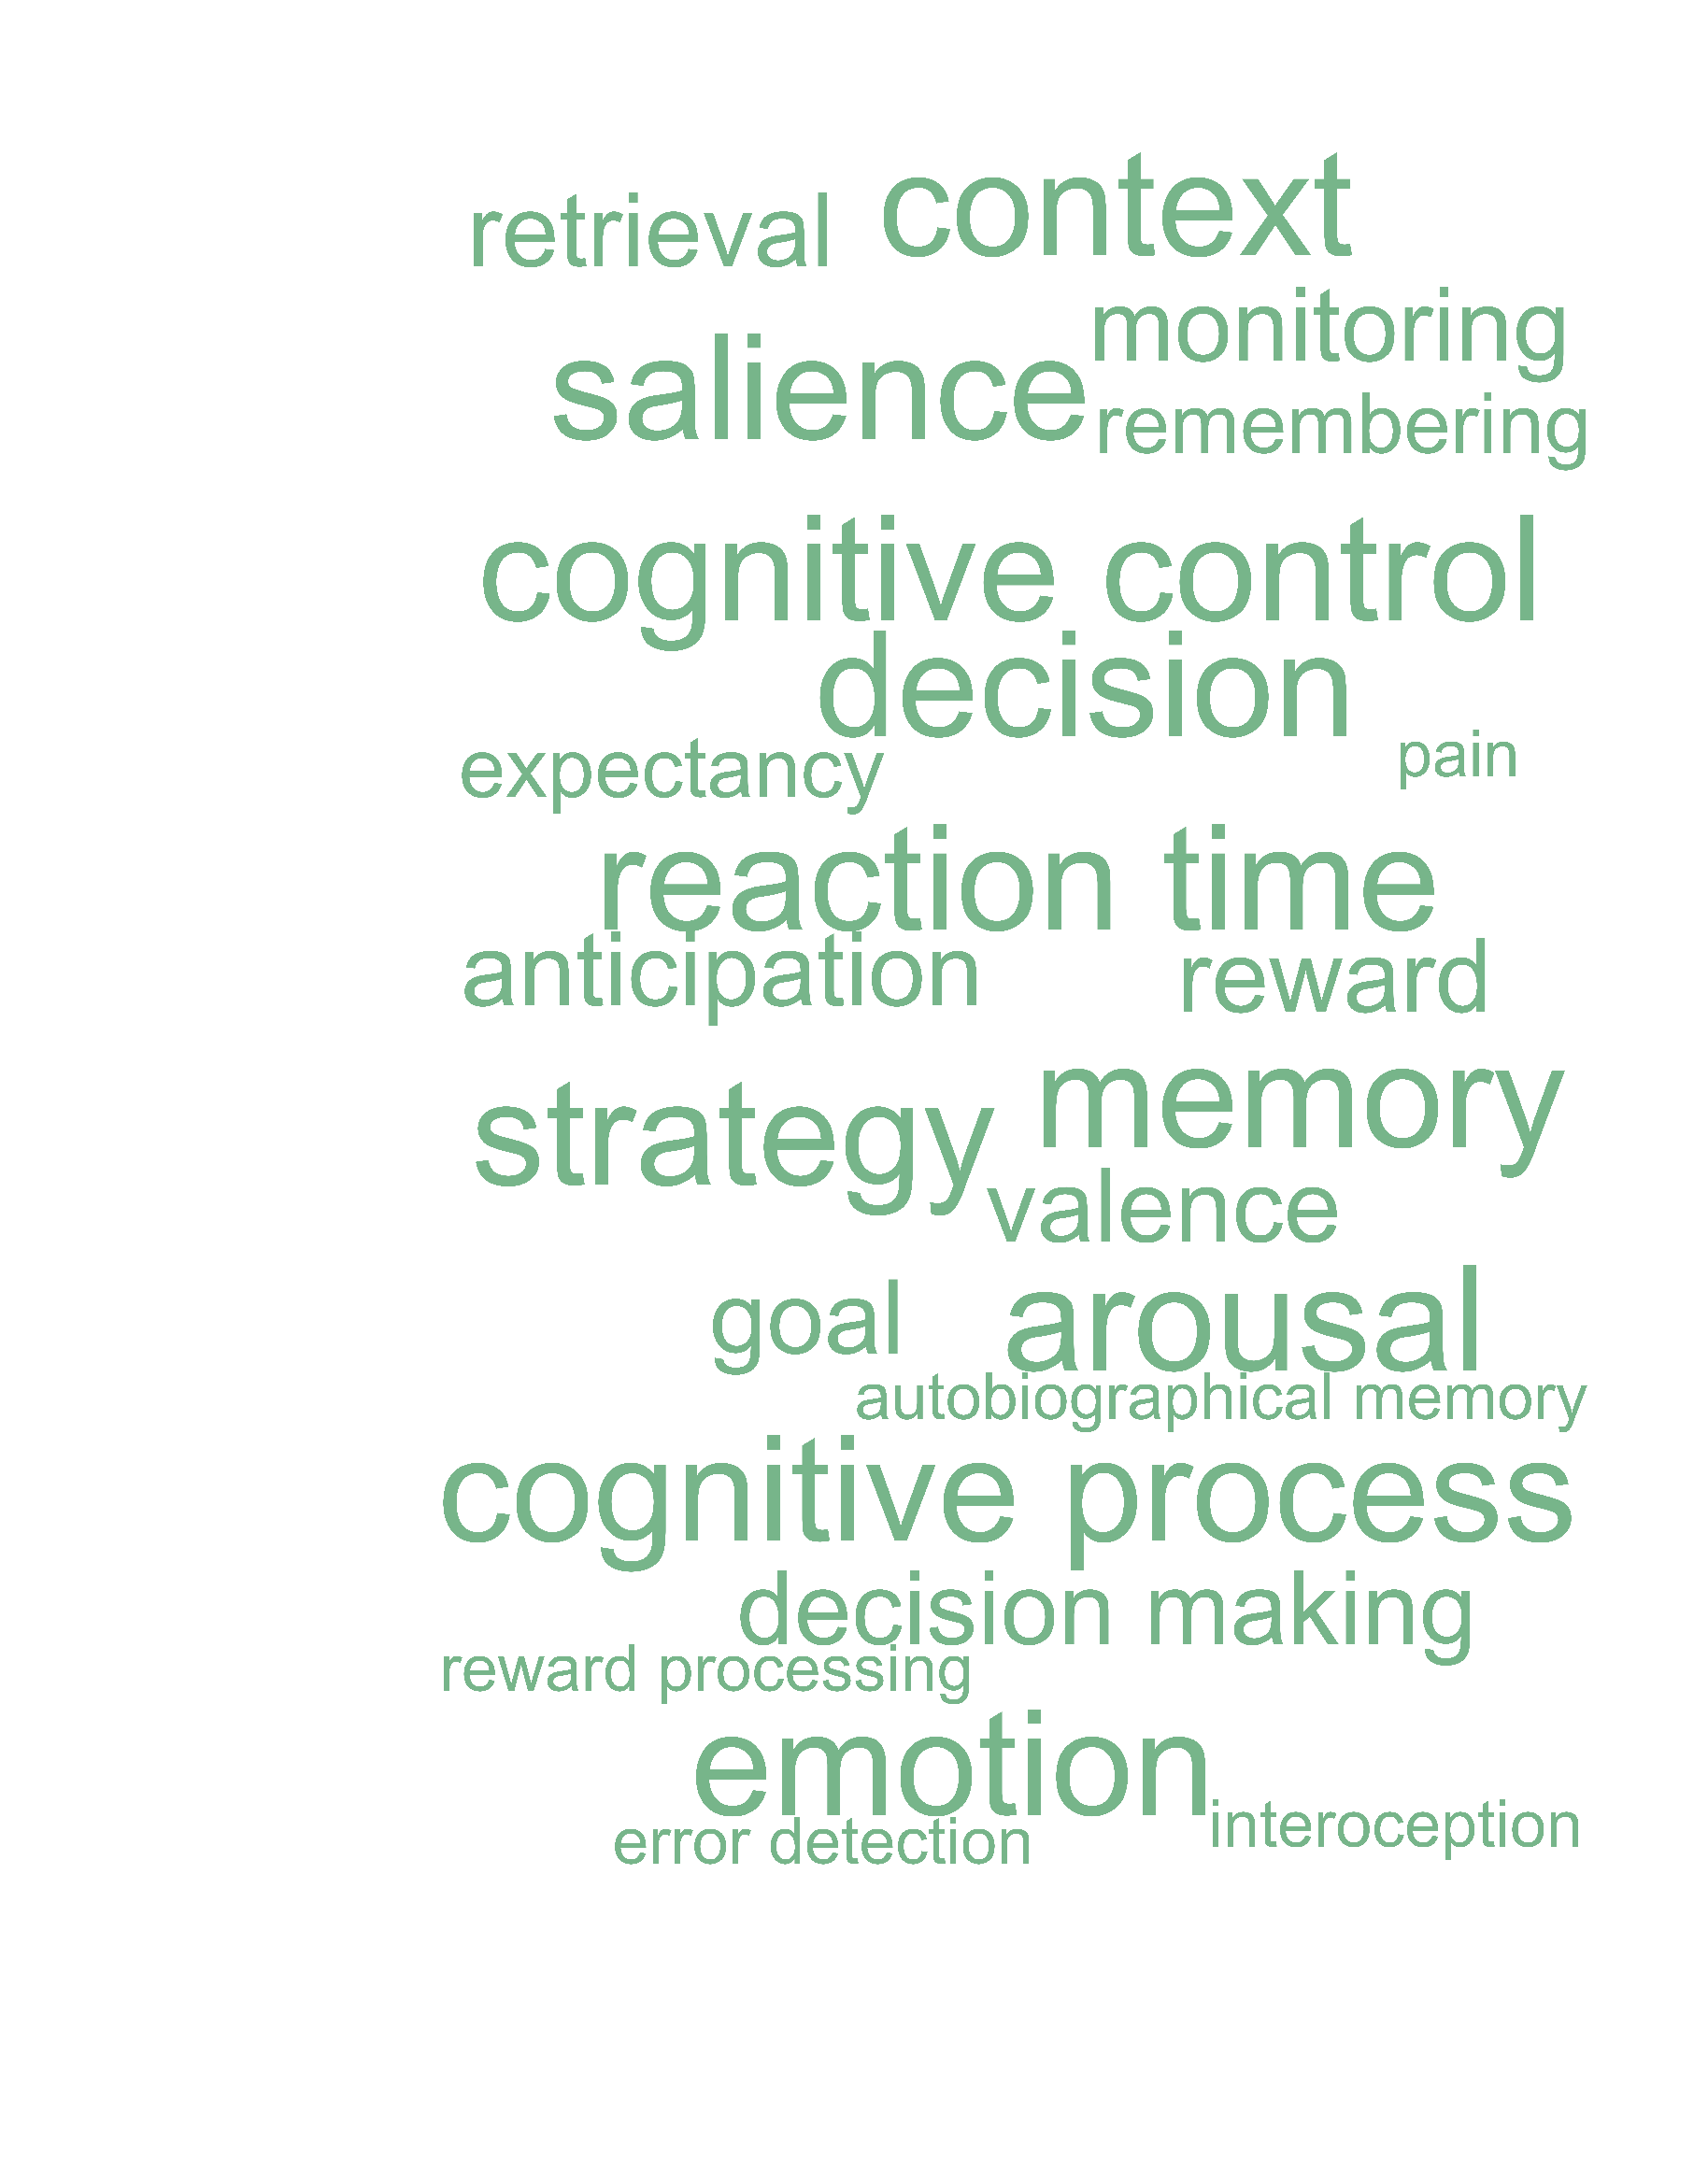 retrieval context
monitoring
salience
remembering
cognitive control
decision
expectancy pain
reaction time
anticipation reward
memory
strategy
valence
goal arousal
autobiographical memory
cognitive process
decision making
reward processing
emotion
interoception
error detection